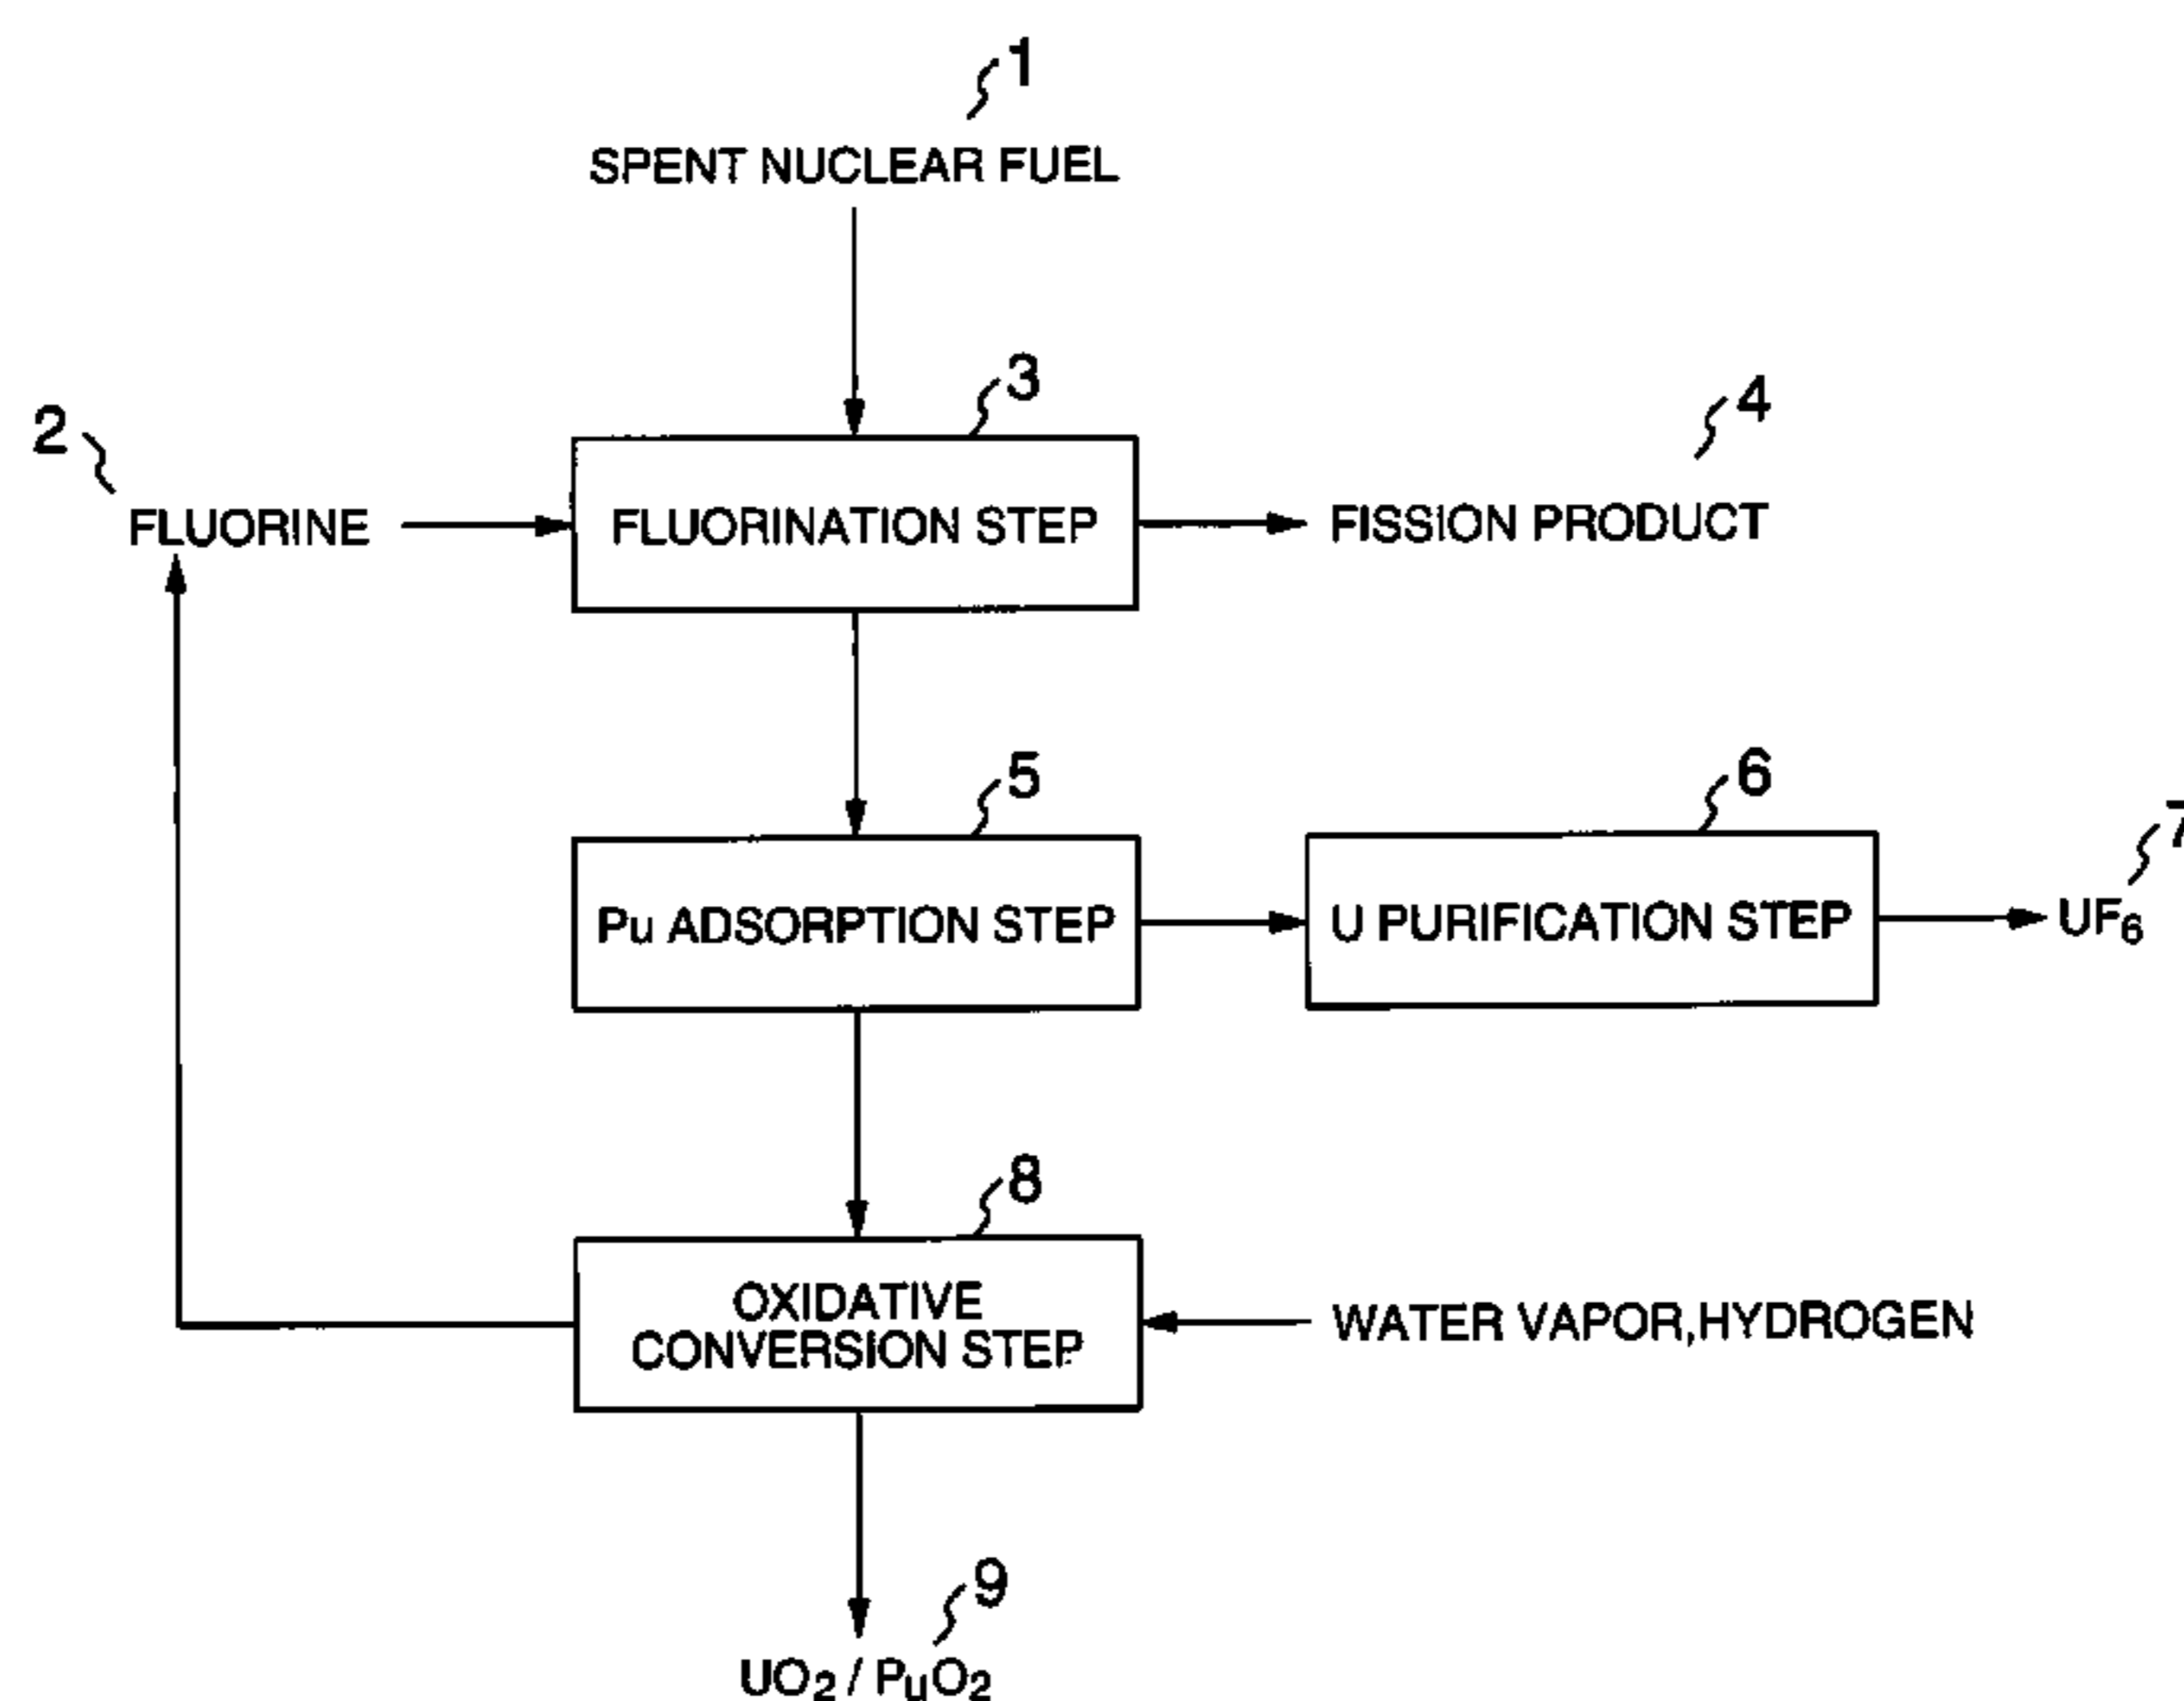 1
SPENT NUCLEAR FUEL
3
2
4
FLUORINE
FLUORINATION STEP
FISSION PRODUCT
5
6
7
Pu ADSORPTION STEP
U PURIFICATION STEP
UF₆
8
OXIDATIVE
CONVERSION STEP
WATER VAPOR,HYDROGEN
9
UO₂ / PuO₂